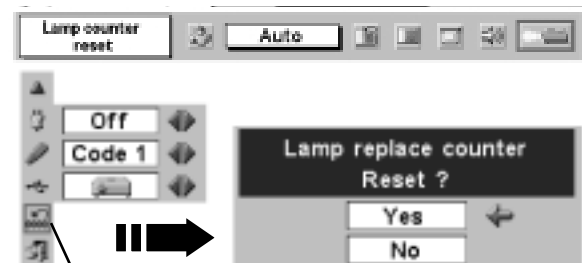 Lamp counter
reset
Auto
Off
Code 1
Lamp replace counter
Reset ?
Yes
No